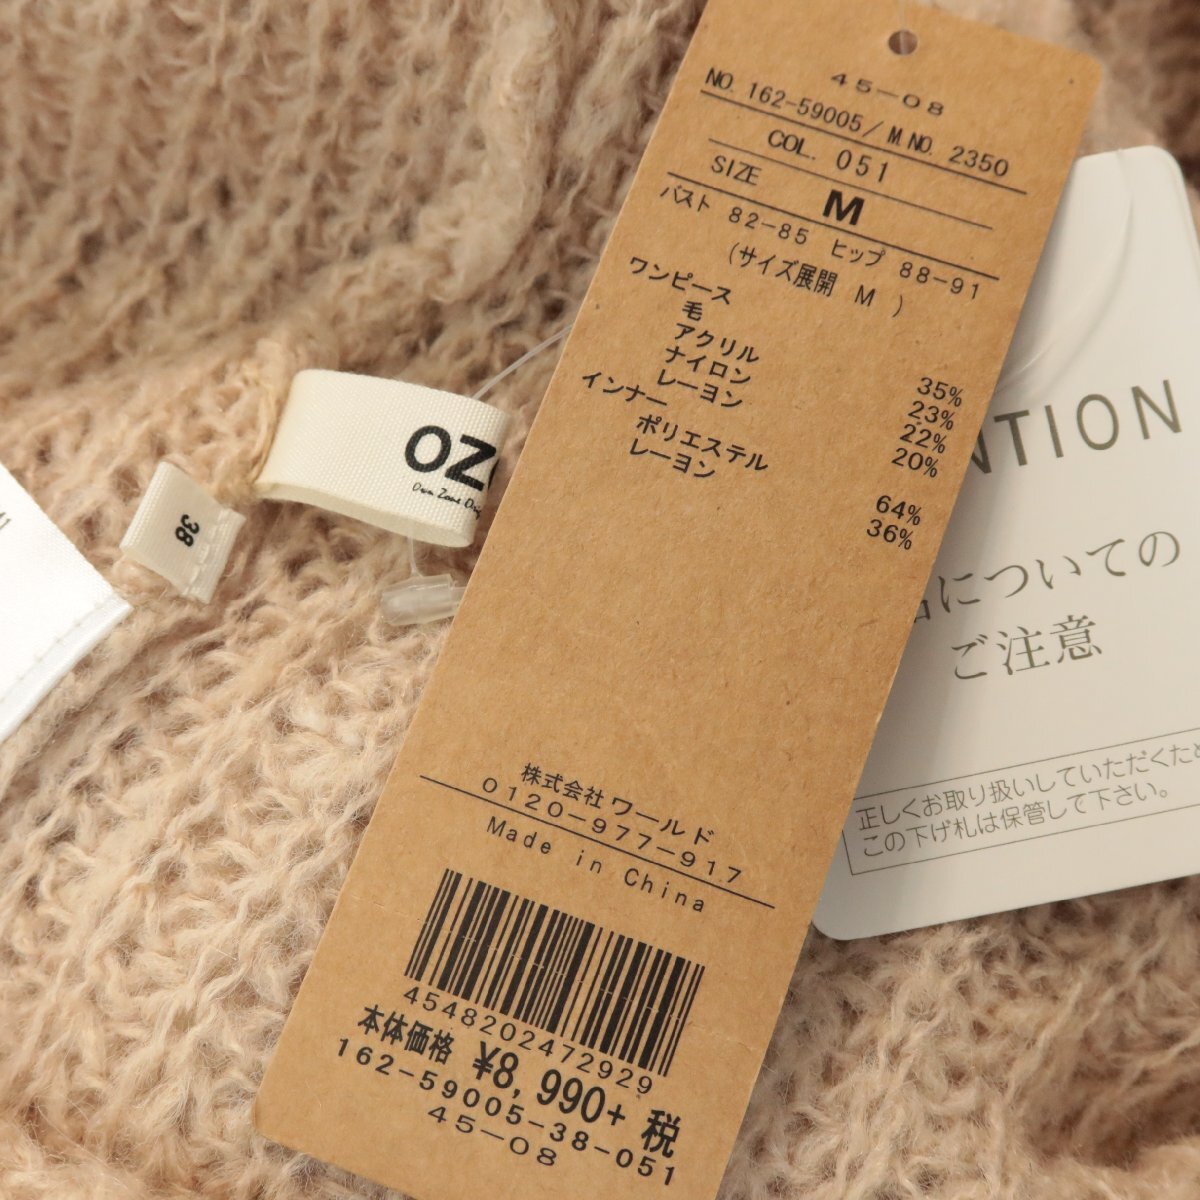 45-08
NO. 162-59005/ M.NO. 2350
COL. 051
SIZE M
バスト 82-85 ヒップ 88-91
(サイズ展開 M )
ワンピース
毛 35%
アクリル 23%
ナイロン 22%
レーヨン 20%
インナー
ポリエステル 64%
レーヨン 36%
株式会社 ワールド
0120-977-917
Made in China
4548202472929
本体価格 ¥8,990+ 税
162-59005-38-051
45-08
OZ
38
NTION
についての
ご注意
正しくお取り扱いしていただくため
この下げ札は保管して下さい。